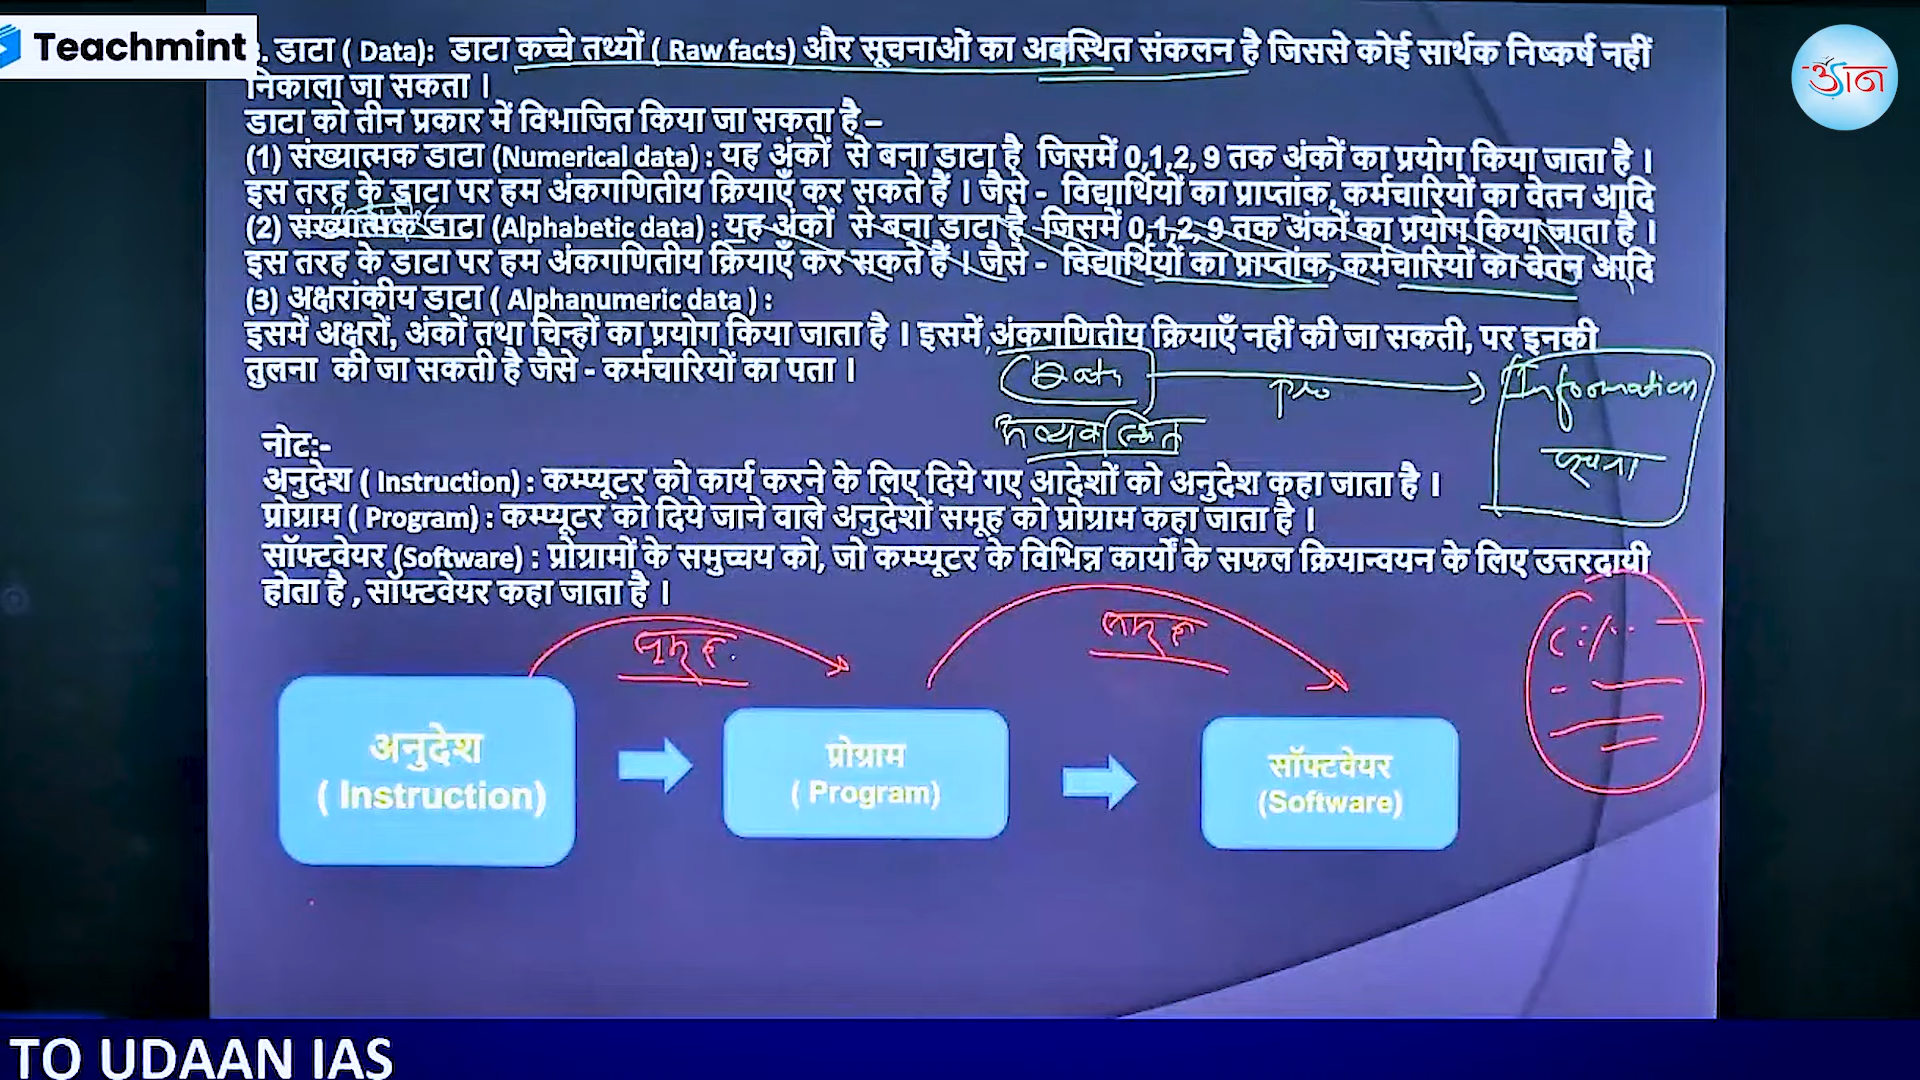 Teachmint
. डाटा ( Data): डाटा कच्चे तथ्यों ( Raw facts) और सूचनाओं का अवस्थित संकलन है जिससे कोई सार्थक निष्कर्ष नहीं
निकाला जा सकता ।
उड़ान
डाटा को तीन प्रकार में विभाजित किया जा सकता है –
(1) संख्यात्मक डाटा (Numerical data) : यह अंकों से बना डाटा है जिसमें 0,1,2, 9 तक अंकों का प्रयोग किया जाता है ।
इस तरह के डाटा पर हम अंकगणितीय क्रियाएँ कर सकते हैं । जैसे - विद्यार्थियों का प्राप्तांक, कर्मचारियों का वेतन आदि
(2) संख्यात्मक डाटा (Alphabetic data) : यह अंकों से बना डाटा है जिसमें 0,1,2, 9 तक अंकों का प्रयोग किया जाता है ।
इस तरह के डाटा पर हम अंकगणितीय क्रियाएँ कर सकते हैं । जैसे - विद्यार्थियों का प्राप्तांक, कर्मचारियों का वेतन आदि
(3) अक्षरांकीय डाटा ( Alphanumeric data ) :
इसमें अक्षरों, अंकों तथा चिन्हों का प्रयोग किया जाता है । इसमें अंकगणितीय क्रियाएँ नहीं की जा सकती, पर इनकी
तुलना की जा सकती है जैसे - कर्मचारियों का पता ।
Data Pro Information
सूचना
नोट:-
अनुदेश ( Instruction) : कम्प्यूटर को कार्य करने के लिए दिये गए आदेशों को अनुदेश कहा जाता है ।
प्रोग्राम ( Program) : कम्प्यूटर को दिये जाने वाले अनुदेशों समूह को प्रोग्राम कहा जाता है ।
सॉफ्टवेयर (Software) : प्रोग्रामों के समुच्चय को, जो कम्प्यूटर के विभिन्न कार्यों के सफल क्रियान्वयन के लिए उत्तरदायी
होता है , सॉफ्टवेयर कहा जाता है ।
समूह समूह
अनुदेश
( Instruction)
प्रोग्राम
( Program)
सॉफ्टवेयर
(Software)
TO UDAAN IAS